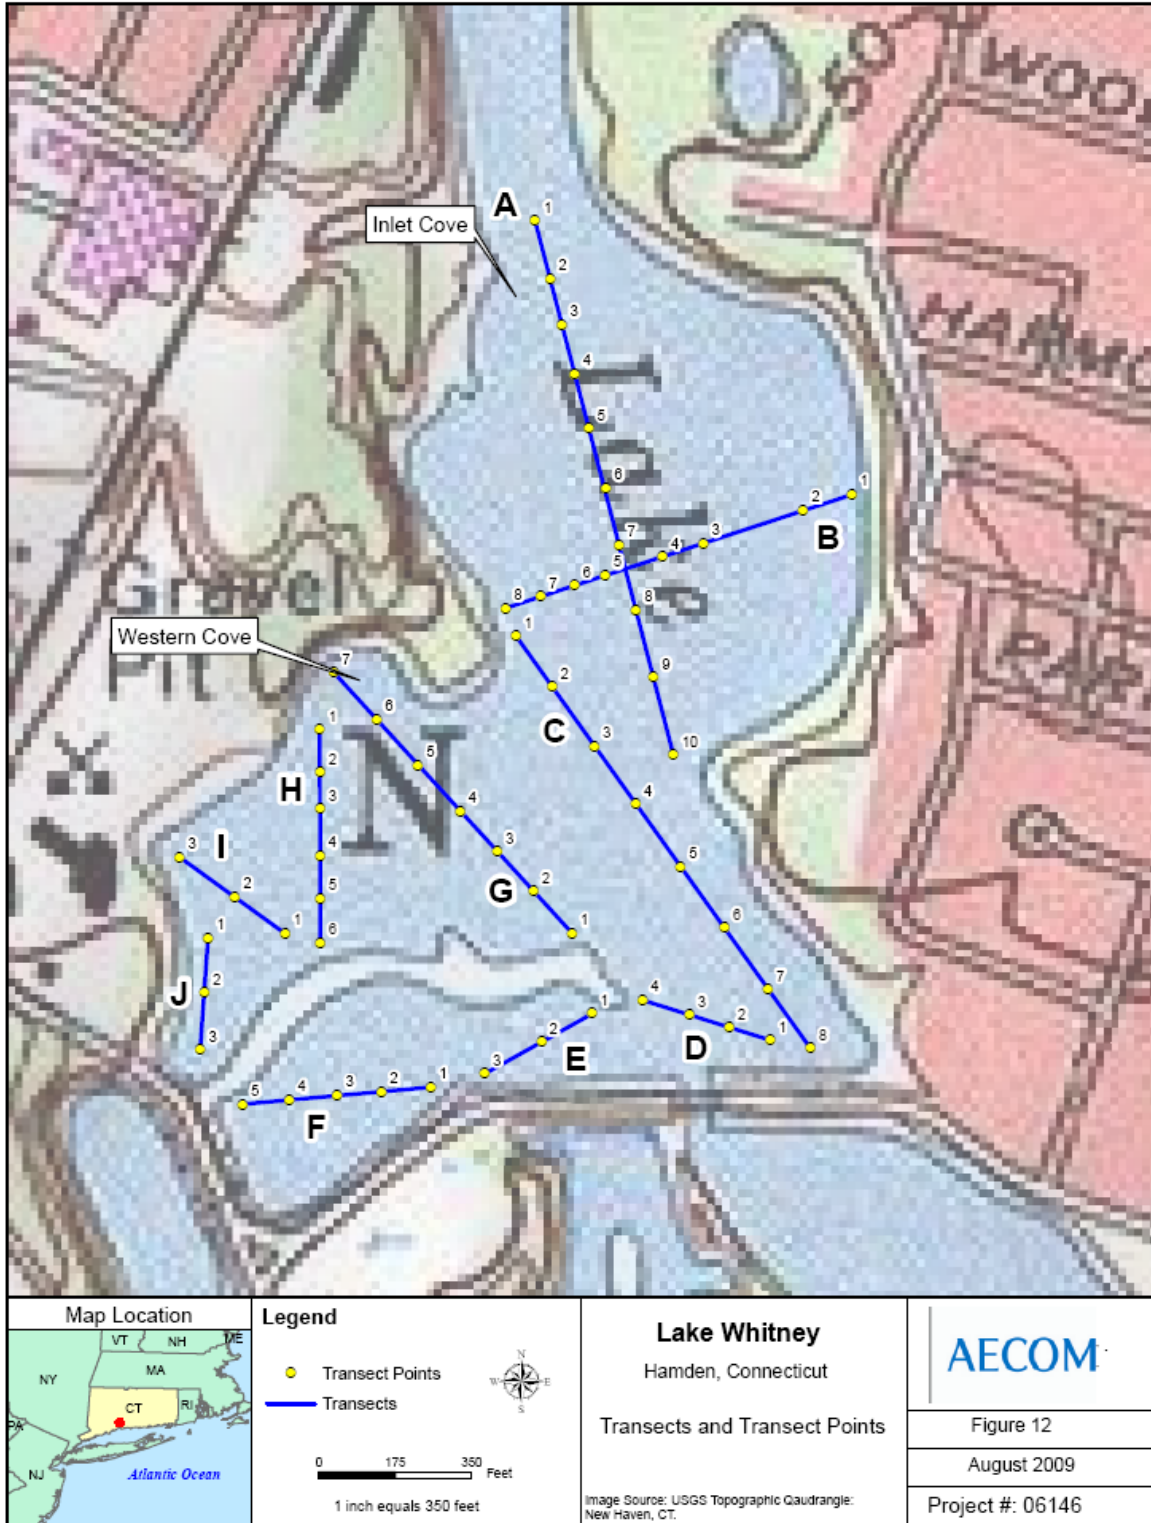 WOOD
A
1
Inlet Cove
2
3
HAMMO
4
Lake
5
6
1
2
B
7
3
4
5
6
7
8
8
Gravel
Pit
1
Western Cove
7
9
2
C
6
1
N
10
3
5
2
H
3
4
4
I
3
4
3
5
G
2
2
5
6
1
1
1
6
7
J
2
4
1
3
2
1
8
D
3
2
E
3
1
2
3
4
5
F
Map Location
VT
NH
ME
NY
MA
CT
RI
PA
NJ
Atlantic Ocean
Legend
Transect Points
Transects
N
W
E
S
0 175 350
Feet
1 inch equals 350 feet
Lake Whitney
Hamden, Connecticut
Transects and Transect Points
Image Source: USGS Topographic Qaudrangle:
New Haven, CT.
AECOM
Figure 12
August 2009
Project #: 06146